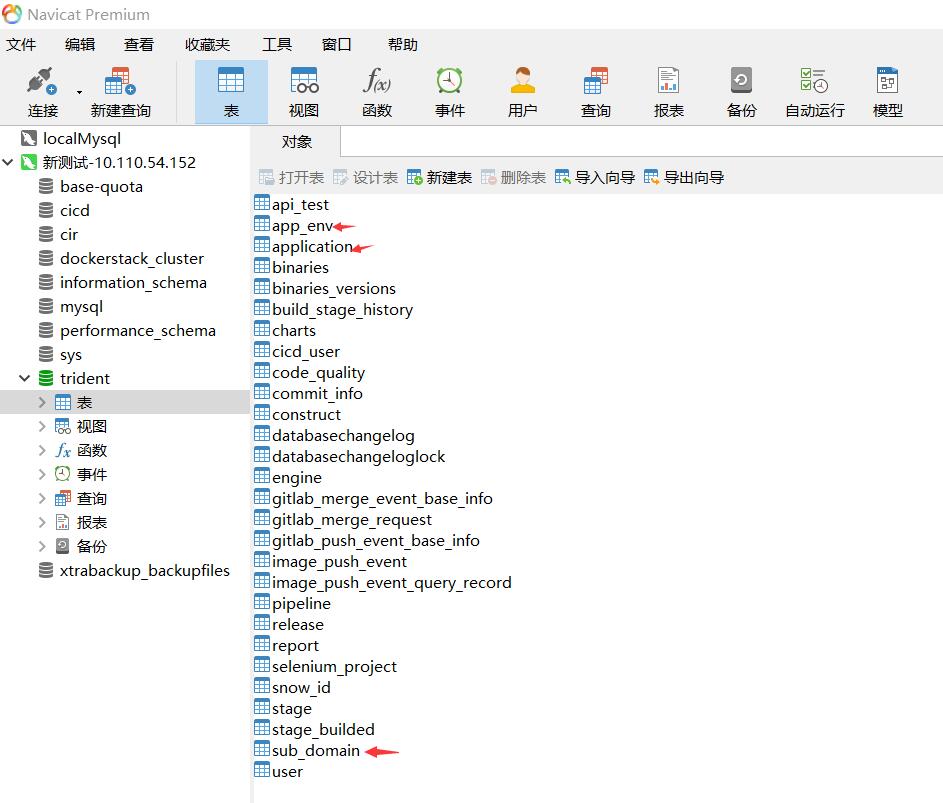 Navicat Premium
文件 编辑 查看 收藏夹 工具 窗口 帮助
连接 新建查询 表 视图 函数 事件 用户 查询 报表 备份 自动运行 模型
localMysql
新测试-10.110.54.152
base-quota
cicd
cir
dockerstack_cluster
information_schema
mysql
performance_schema
sys
trident
表
视图
函数
事件
查询
报表
备份
xtrabackup_backupfiles
对象
打开表 设计表 新建表 删除表 导入向导 导出向导
api_test
app_env
application
binaries
binaries_versions
build_stage_history
charts
cicd_user
code_quality
commit_info
construct
databasechangelog
databasechangeloglock
engine
gitlab_merge_event_base_info
gitlab_merge_request
gitlab_push_event_base_info
image_push_event
image_push_event_query_record
pipeline
release
report
selenium_project
snow_id
stage
stage_builded
sub_domain
user